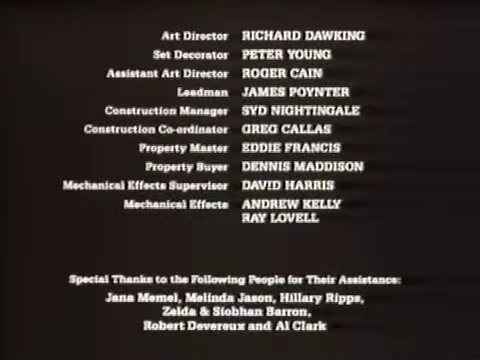 Art Director RICHARD DAWKING
Set Decorator PETER YOUNG
Assistant Art Director ROGER CAIN
Leadman JAMES POYNTER
Construction Manager SYD NIGHTINGALE
Construction Co-ordinator GREG CALLAS
Property Master EDDIE FRANCIS
Property Buyer DENNIS MADDISON
Mechanical Effects Supervisor DAVID HARRIS
Mechanical Effects ANDREW KELLY
RAY LOVELL
Special Thanks to the Following People for Their Assistance:
Jana Memel, Melinda Jason, Hillary Ripps,
Zelda & Siobhan Barron,
Robert Devereux and Al Clark